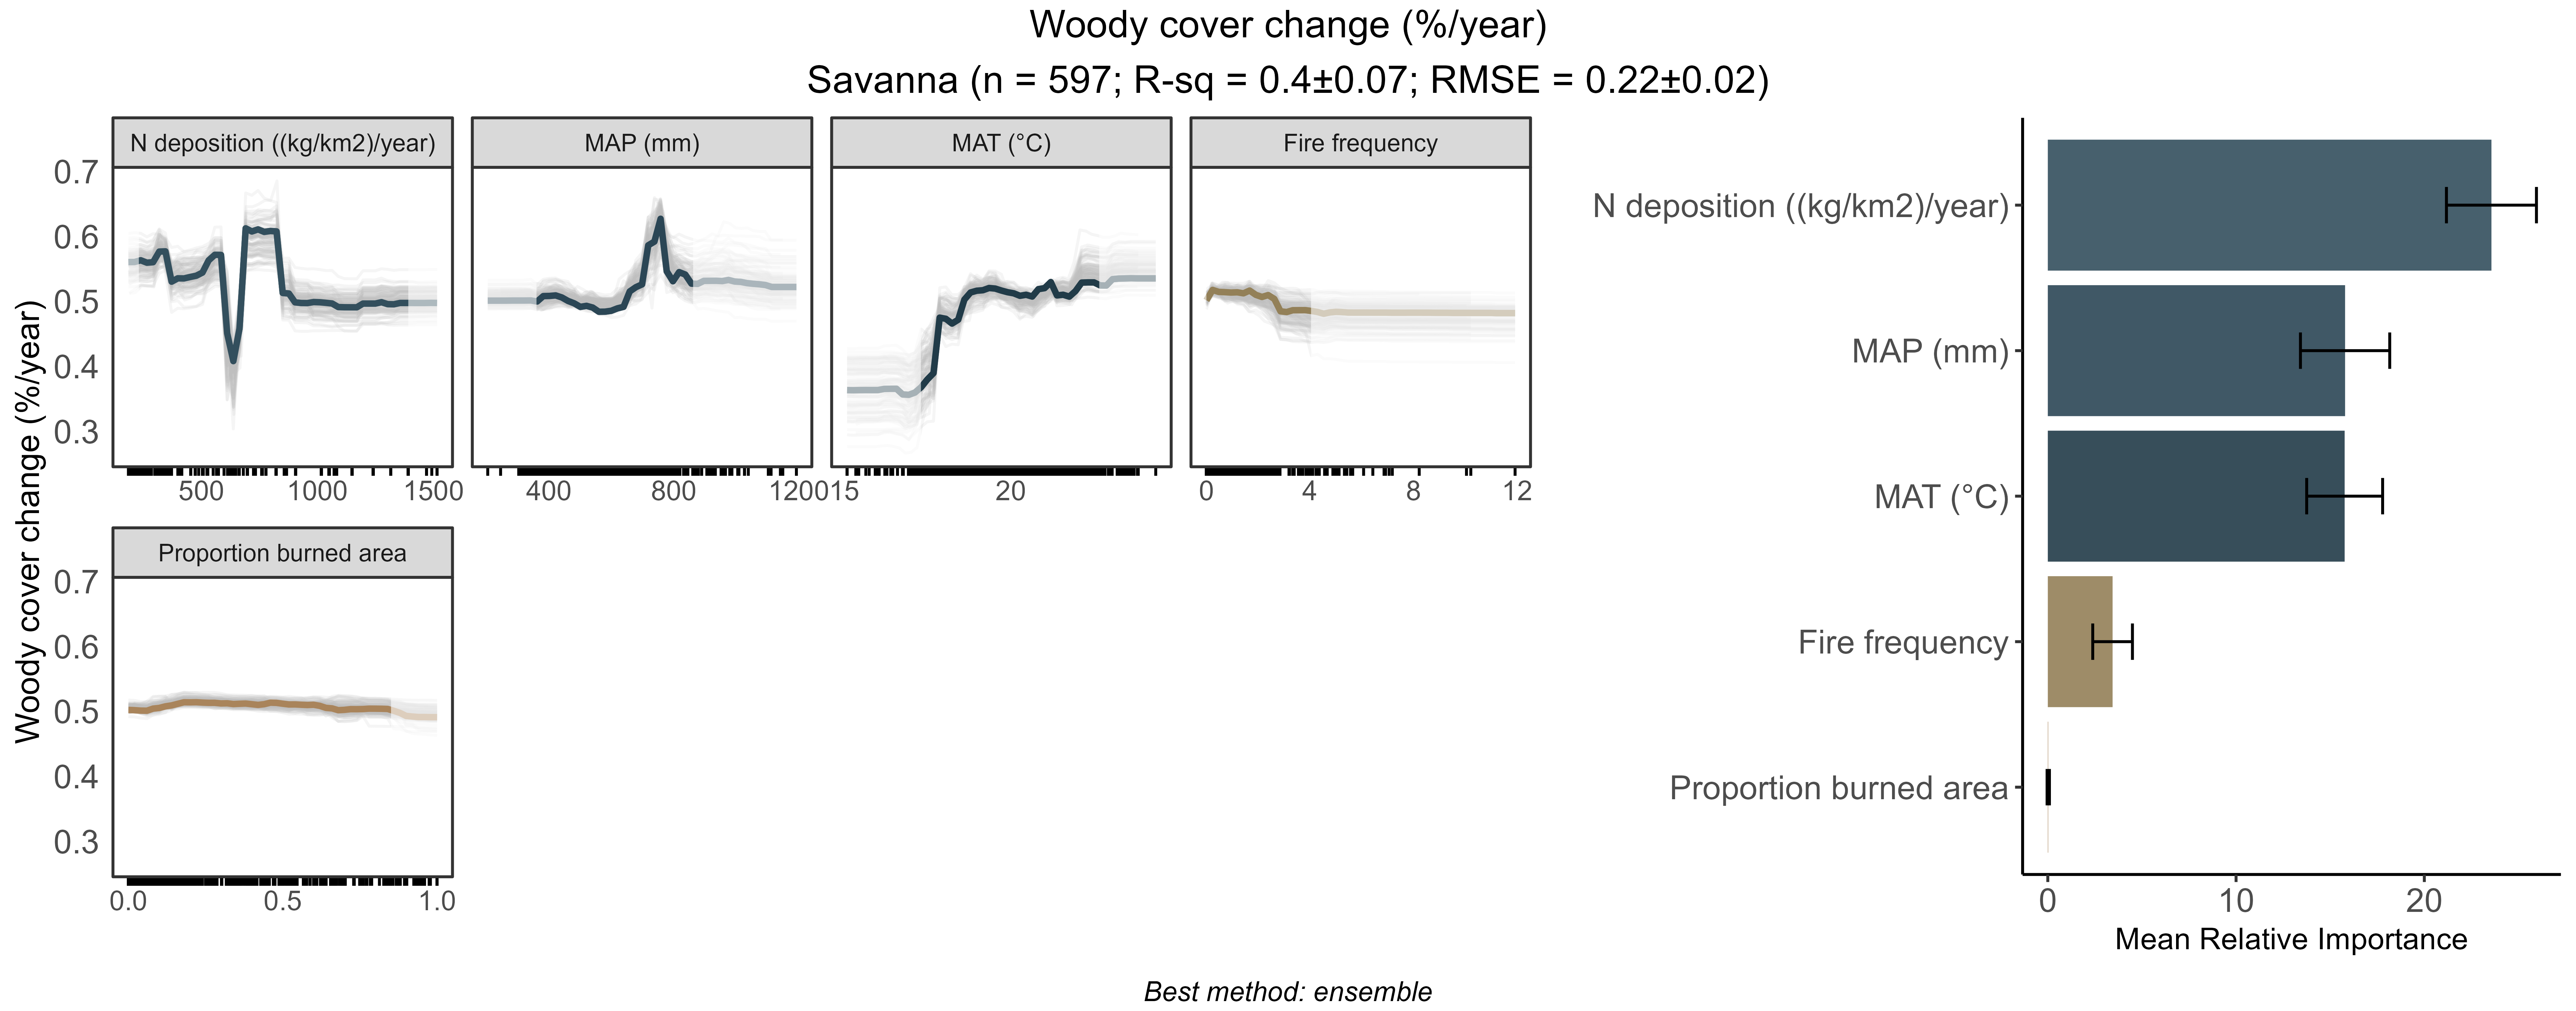 Woody cover change (%/year)
Savanna (n = 597; R-sq = 0.4±0.07; RMSE = 0.22±0.02)
Woody cover change (%/year)
N deposition ((kg/km2)/year)
MAP (mm)
MAT (°C)
Fire frequency
0.7
0.6
0.5
0.4
0.3
500 1000 1500
400 800 1200
15 20
0 4 8 12
Proportion burned area
0.7
0.6
0.5
0.4
0.3
0.0 0.5 1.0
N deposition ((kg/km2)/year)
MAP (mm)
MAT (°C)
Fire frequency
Proportion burned area
0 10 20
Mean Relative Importance
Best method: ensemble